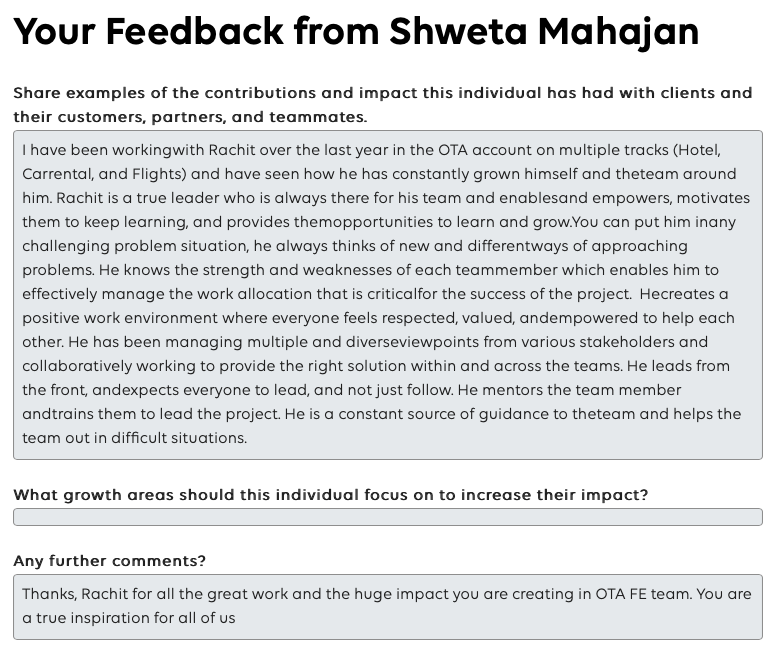 Your Feedback from Shweta Mahajan
Share examples of the contributions and impact this individual has had with clients and
their customers, partners, and teammates.
I have been workingwith Rachit over the last year in the OTA account on multiple tracks (Hotel,
Carrental, and Flights) and have seen how he has constantly grown himself and theteam around
him. Rachit is a true leader who is always there for his team and enablesand empowers, motivates
them to keep learning, and provides themopportunities to learn and grow.You can put him inany
challenging problem situation, he always thinks of new and differentways of approaching
problems. He knows the strength and weaknesses of each teammember which enables him to
effectively manage the work allocation that is criticalfor the success of the project.  Hecreates a
positive work environment where everyone feels respected, valued, andempowered to help each
other. He has been managing multiple and diverseviewpoints from various stakeholders and
collaboratively working to provide the right solution within and across the teams. He leads from
the front, andexpects everyone to lead, and not just follow. He mentors the team member
andtrains them to lead the project. He is a constant source of guidance to theteam and helps the
team out in difficult situations.
What growth areas should this individual focus on to increase their impact?
Any further comments?
Thanks, Rachit for all the great work and the huge impact you are creating in OTA FE team. You are
a true inspiration for all of us